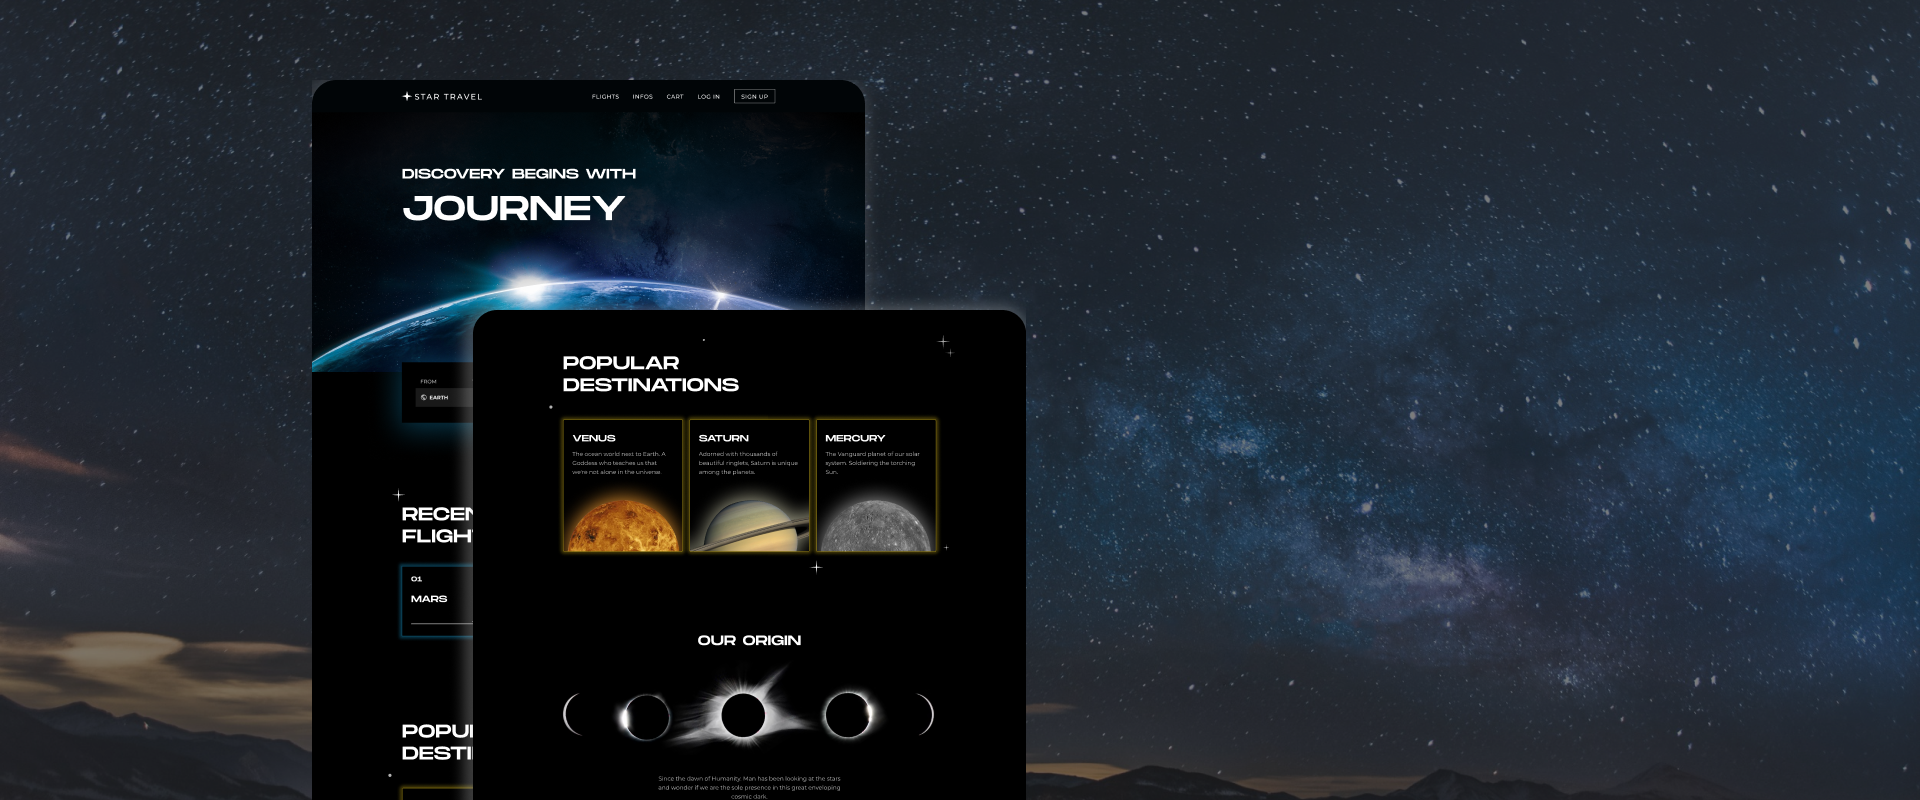 STAR TRAVEL
FLIGHTS INFOS CART LOG IN SIGN UP
DISCOVERY BEGINS WITH
JOURNEY
FROM
EARTH
RECEN
FLIGH
01
MARS
POPU
DESTI
POPULAR
DESTINATIONS
VENUS
The ocean world next to Earth. A
Goddess who teaches us that
we're not alone in the universe.
SATURN
Adorned with thousands of
beautiful ringlets, Saturn is unique
among the planets.
MERCURY
The Vanguard planet of our solar
system. Soldiering the torching
Sun.
OUR ORIGIN
Since the dawn of Humanity Man has been looking at the stars
and wonder if we are the sole presence in this great enveloping
cosmic dark.